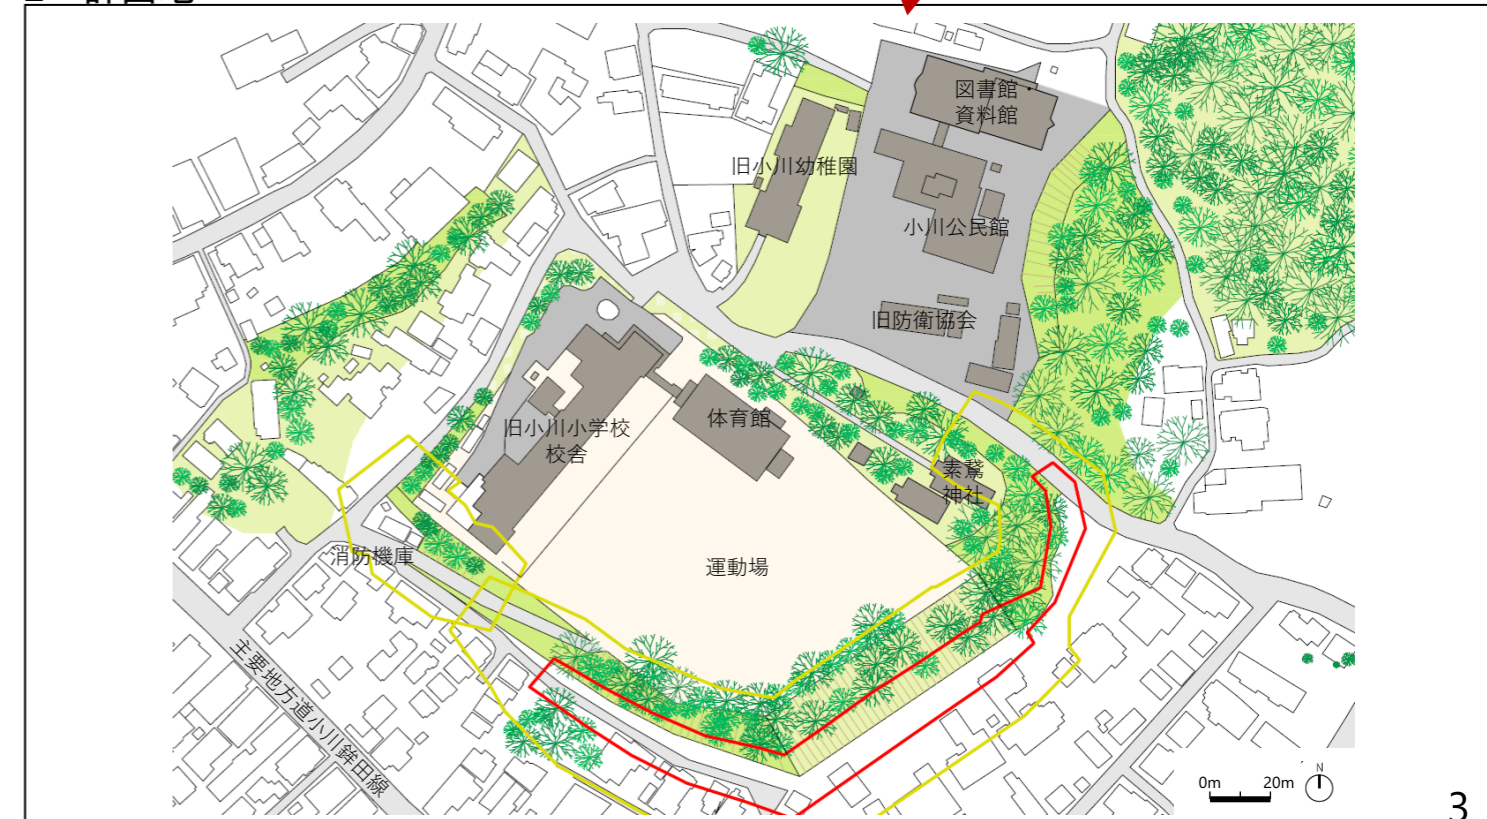 図書館・
資料館
旧小川幼稚園
小川公民館
旧防衛協会
体育館
旧小川小学校
校舎
素鵞
神社
消防機庫
運動場
主要地方道小川鉾田線
N
0m 20m
3